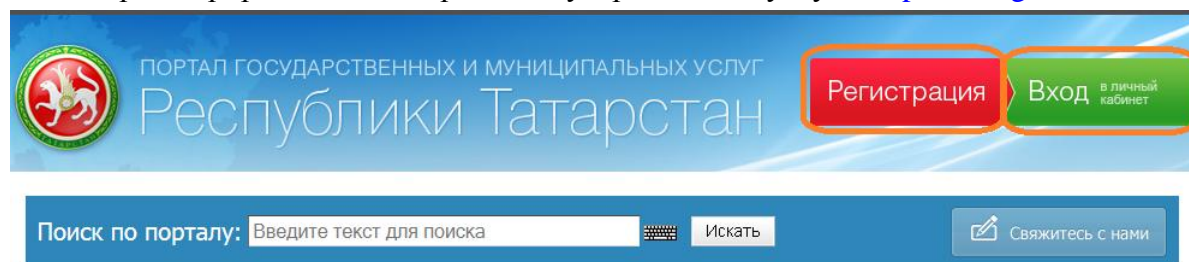 ПОРТАЛ ГОСУДАРСТВЕННЫХ И МУНИЦИПАЛЬНЫХ УСЛУГ
Республики Татарстан
Регистрация
Вход в личный кабинет
Поиск по порталу: Введите текст для поиска Искать
Свяжитесь с нами